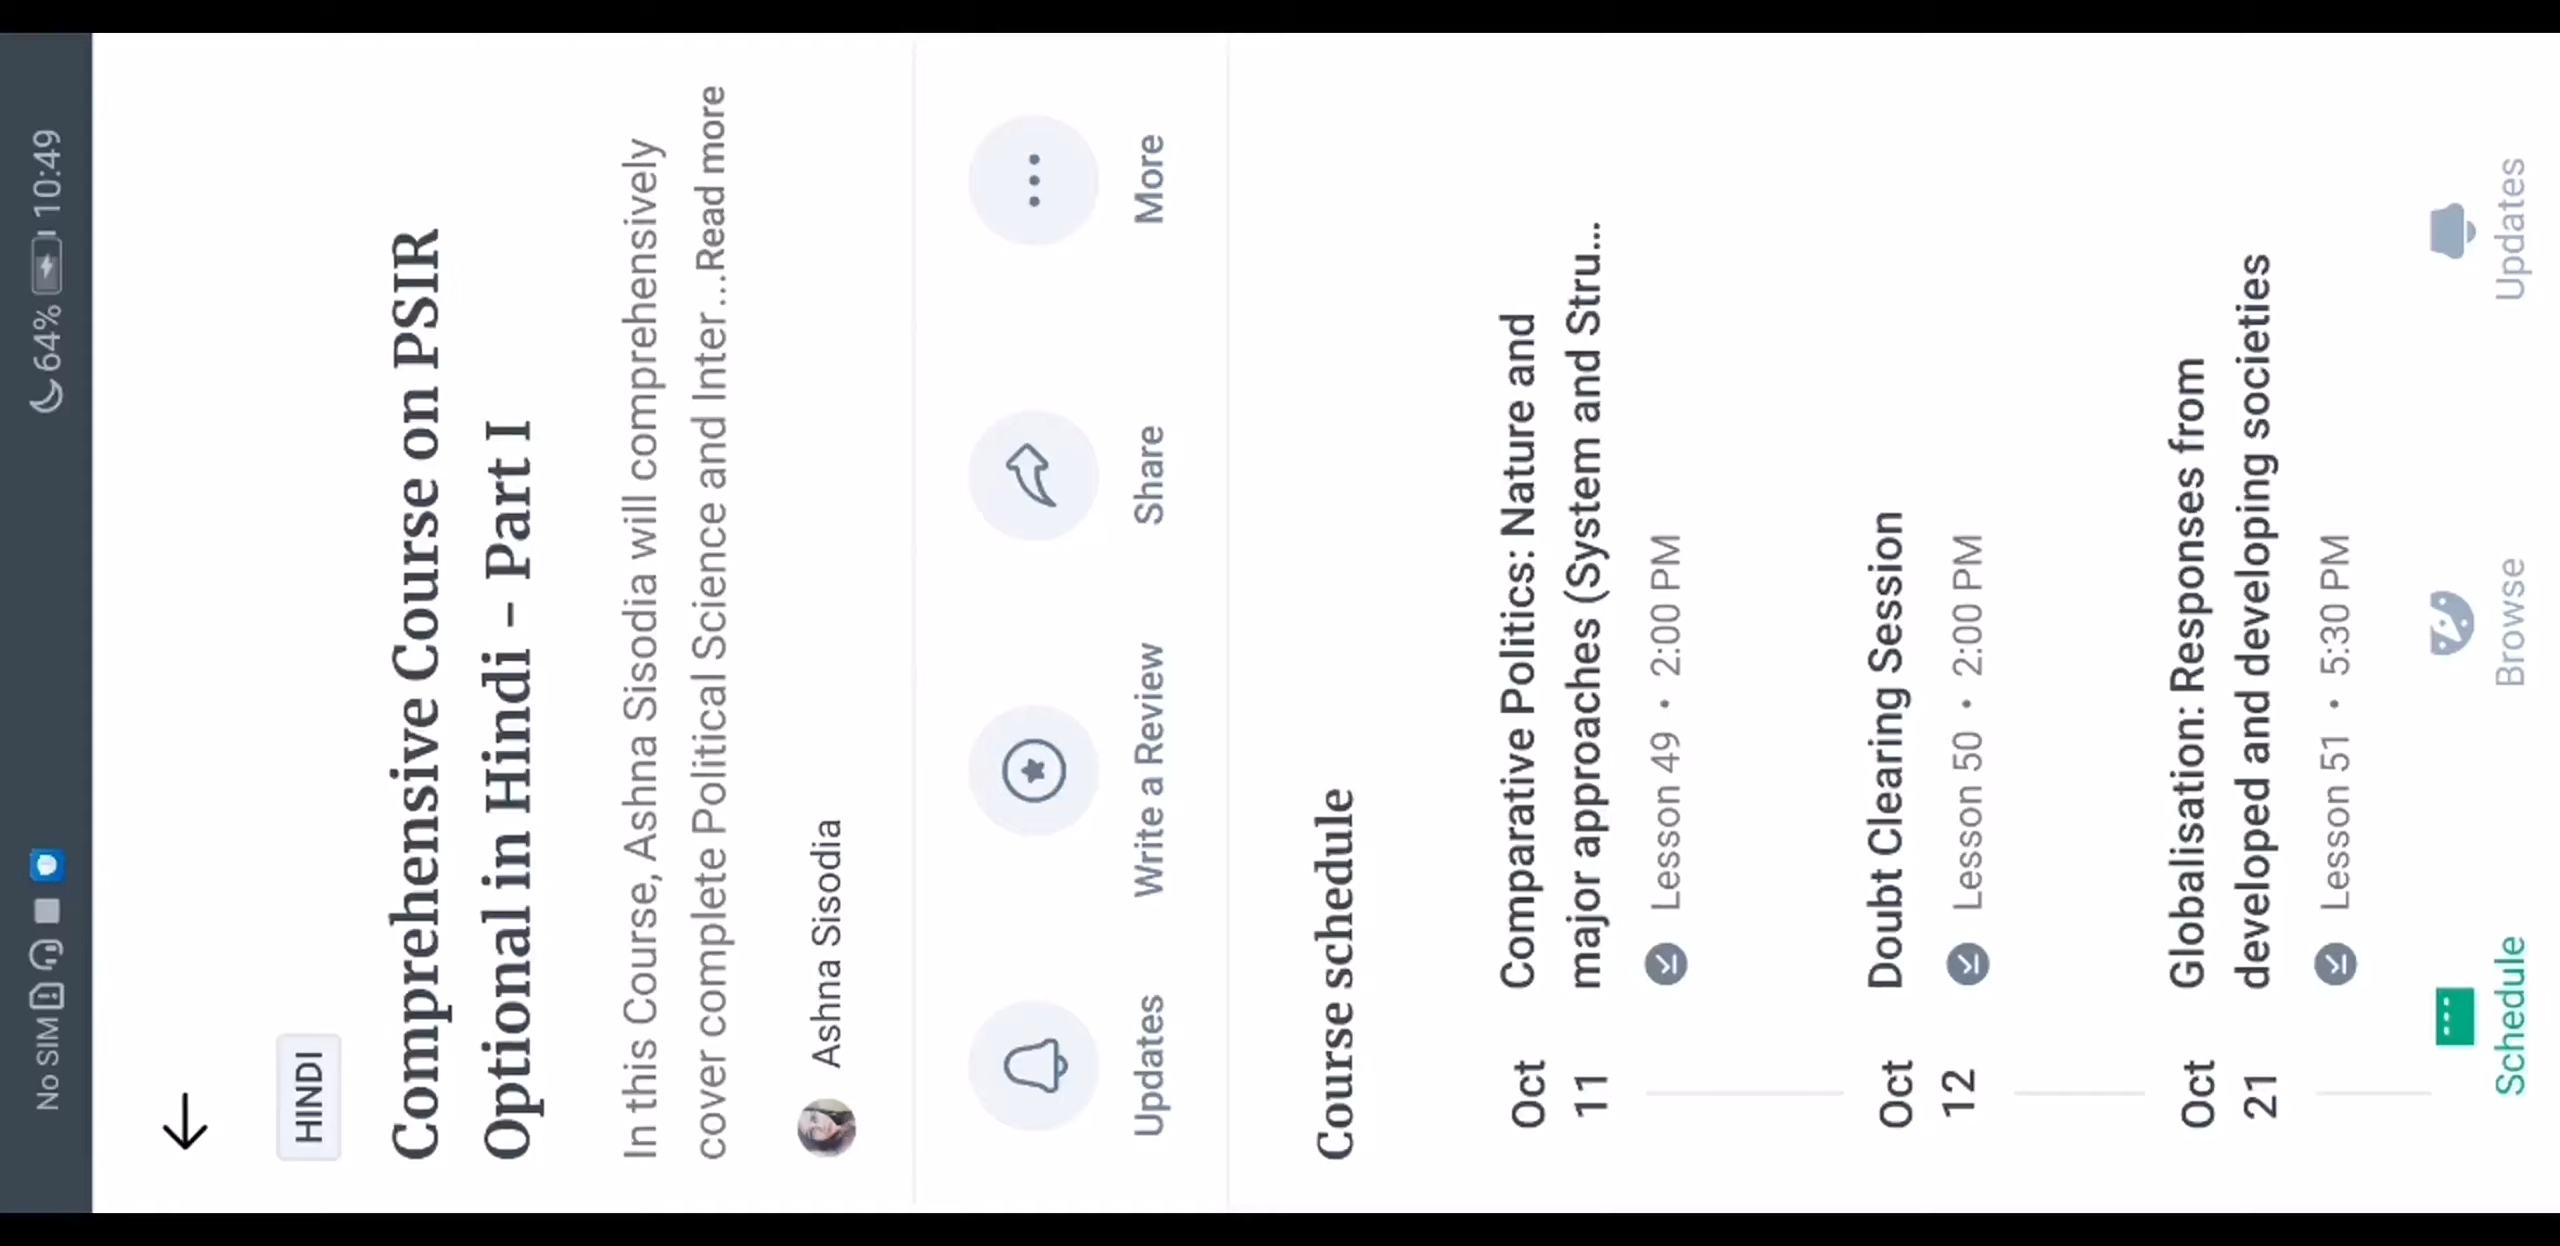 No SIM
64% 10:49
HINDI
Comprehensive Course on PSIR
Optional in Hindi – Part I
In this Course, Ashna Sisodia will comprehensively
cover complete Political Science and Inter ...Read more
Ashna Sisodia
Updates
Write a Review
Share
More
Course schedule
Oct
11
Comparative Politics: Nature and
major approaches (System and Stru...
Lesson 49 • 2:00 PM
Oct
12
Doubt Clearing Session
Lesson 50 • 2:00 PM
Oct
21
Globalisation: Responses from
developed and developing societies
Lesson 51 • 5:30 PM
Schedule
Browse
Updates